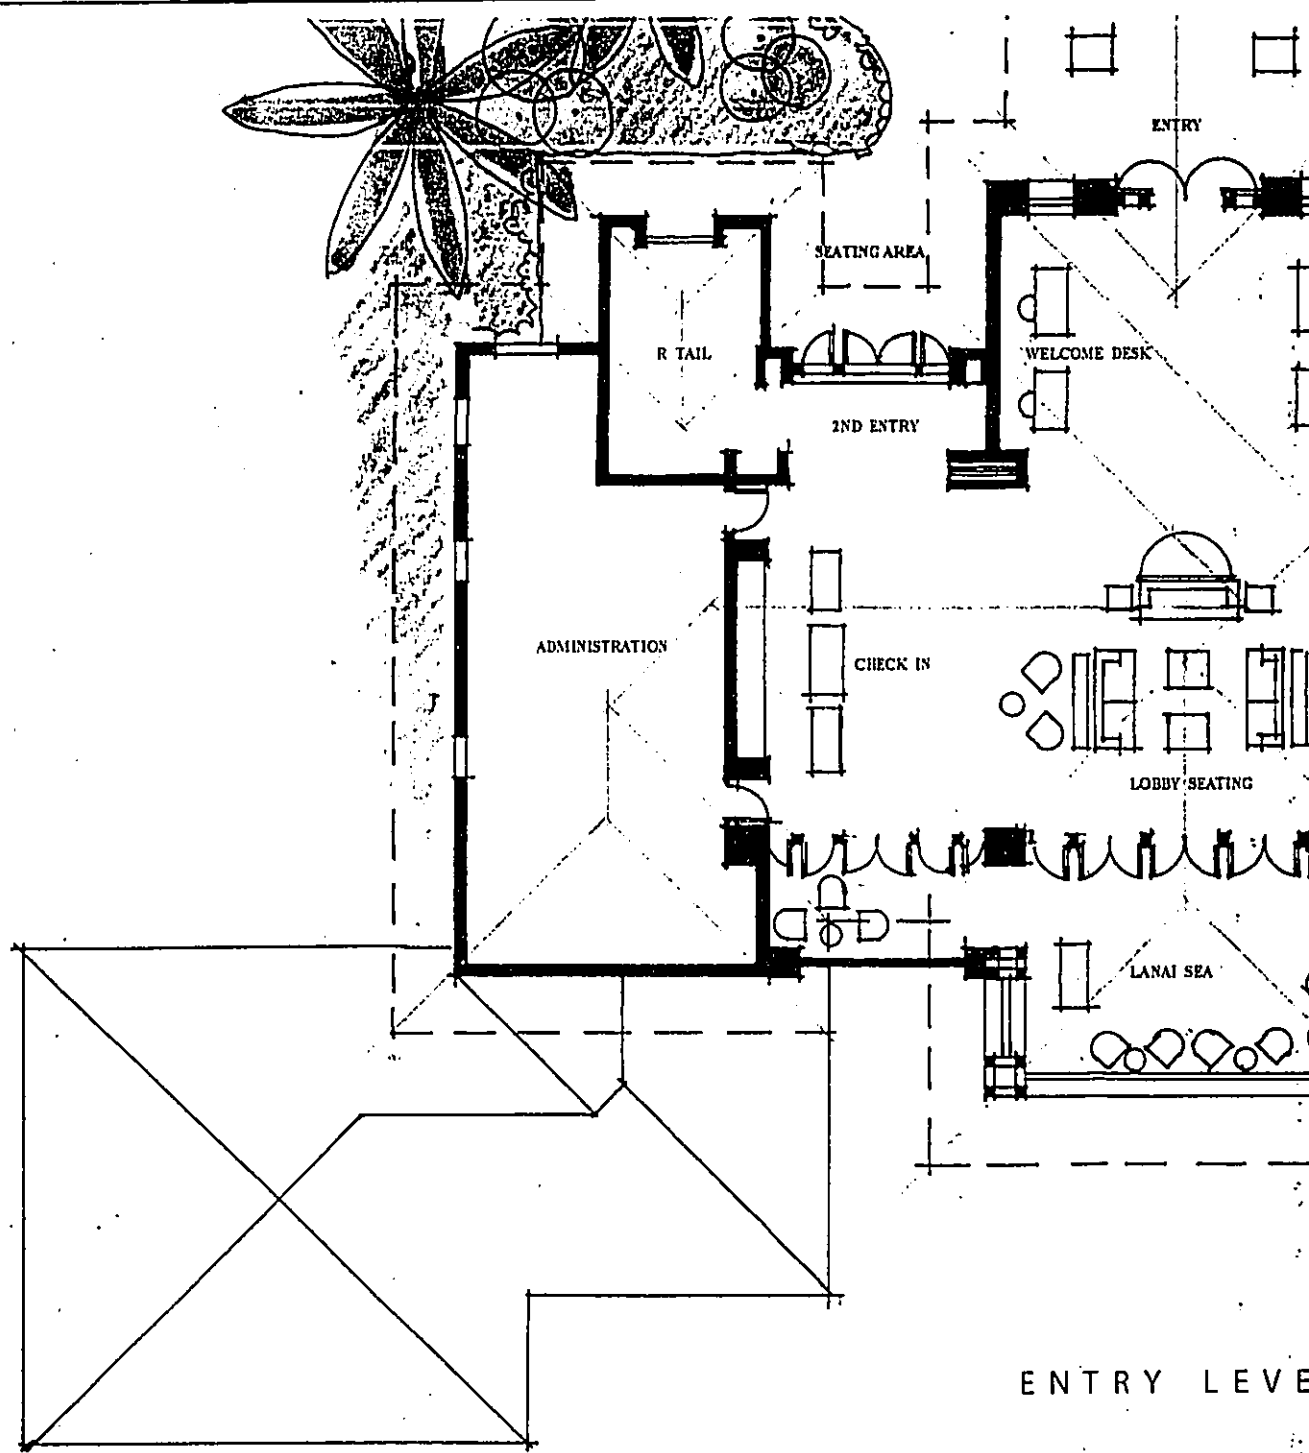 ENTRY
SEATING AREA
R TAIL
WELCOME DESK
2ND ENTRY
ADMINISTRATION
CHECK IN
LOBBY SEATING
LANAI SEA
ENTRY LEVE